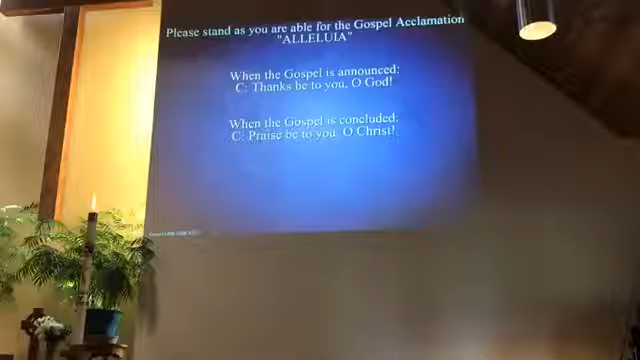 Please stand as you are able for the Gospel Acclamation
"ALLELUIA"
When the Gospel is announced:
C: Thanks be to you, O God!
When the Gospel is concluded:
C: Praise be to you, O Christ!